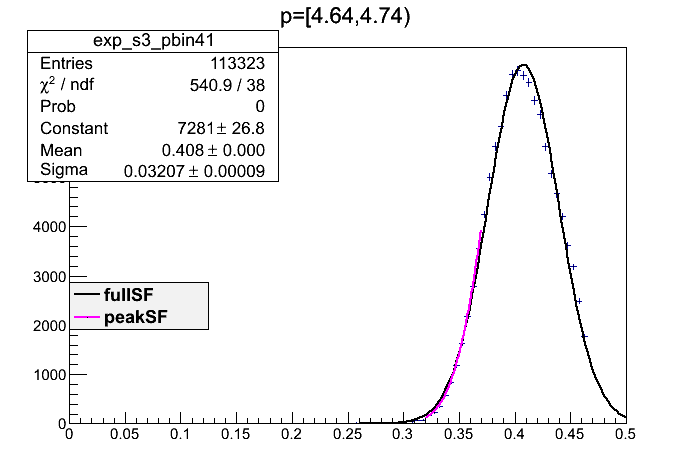 p=[4.64,4.74)
exp_s3_pbin41
Entries 113323
χ² / ndf 540.9 / 38
Prob 0
Constant 7281 ± 26.8
Mean 0.408 ± 0.000
Sigma 0.03207 ± 0.00009
4000
3000
fullSF
peakSF
2000
1000
0
0 0.05 0.1 0.15 0.2 0.25 0.3 0.35 0.4 0.45 0.5